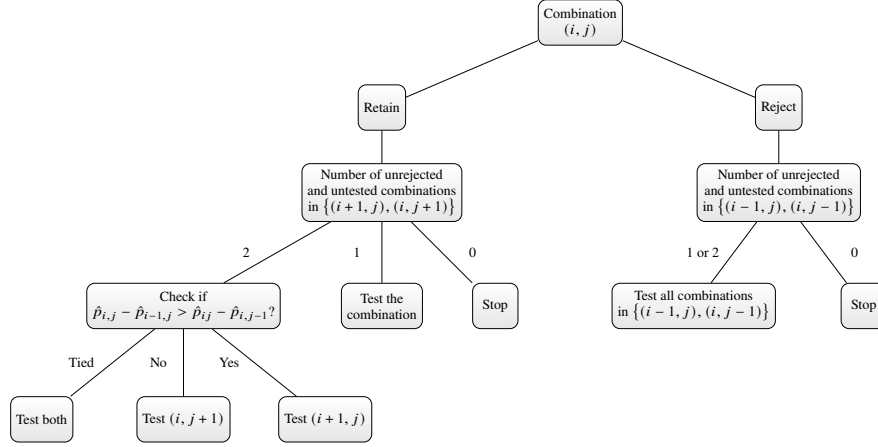 Combination
(i, j)
Retain
Reject
Number of unrejected
and untested combinations
in {(i + 1, j), (i, j + 1)}
Number of unrejected
and untested combinations
in {(i − 1, j), (i, j − 1)}
2
1
0
1 or 2
0
Check if
p̂i,j − p̂i−1,j > p̂ij − p̂i,j−1?
Test the
combination
Stop
Test all combinations
in {(i − 1, j), (i, j − 1)}
Stop
Tied
No
Yes
Test both
Test (i, j + 1)
Test (i + 1, j)